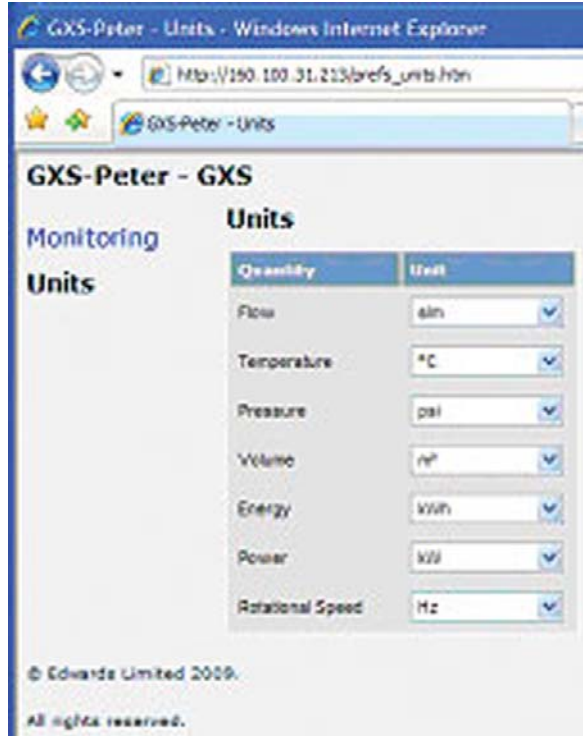 GXS-Peter - Units - Windows Internet Explorer
http://160.100.31.213/prefs_units.htm
GXS-Peter - Units
GXS-Peter - GXS
Monitoring
Units
Units
Quantity Unit
Flow slm
Temperature °C
Pressure psi
Volume m³
Energy kWh
Power kW
Rotational Speed Hz
© Edwards Limited 2009.
All rights reserved.